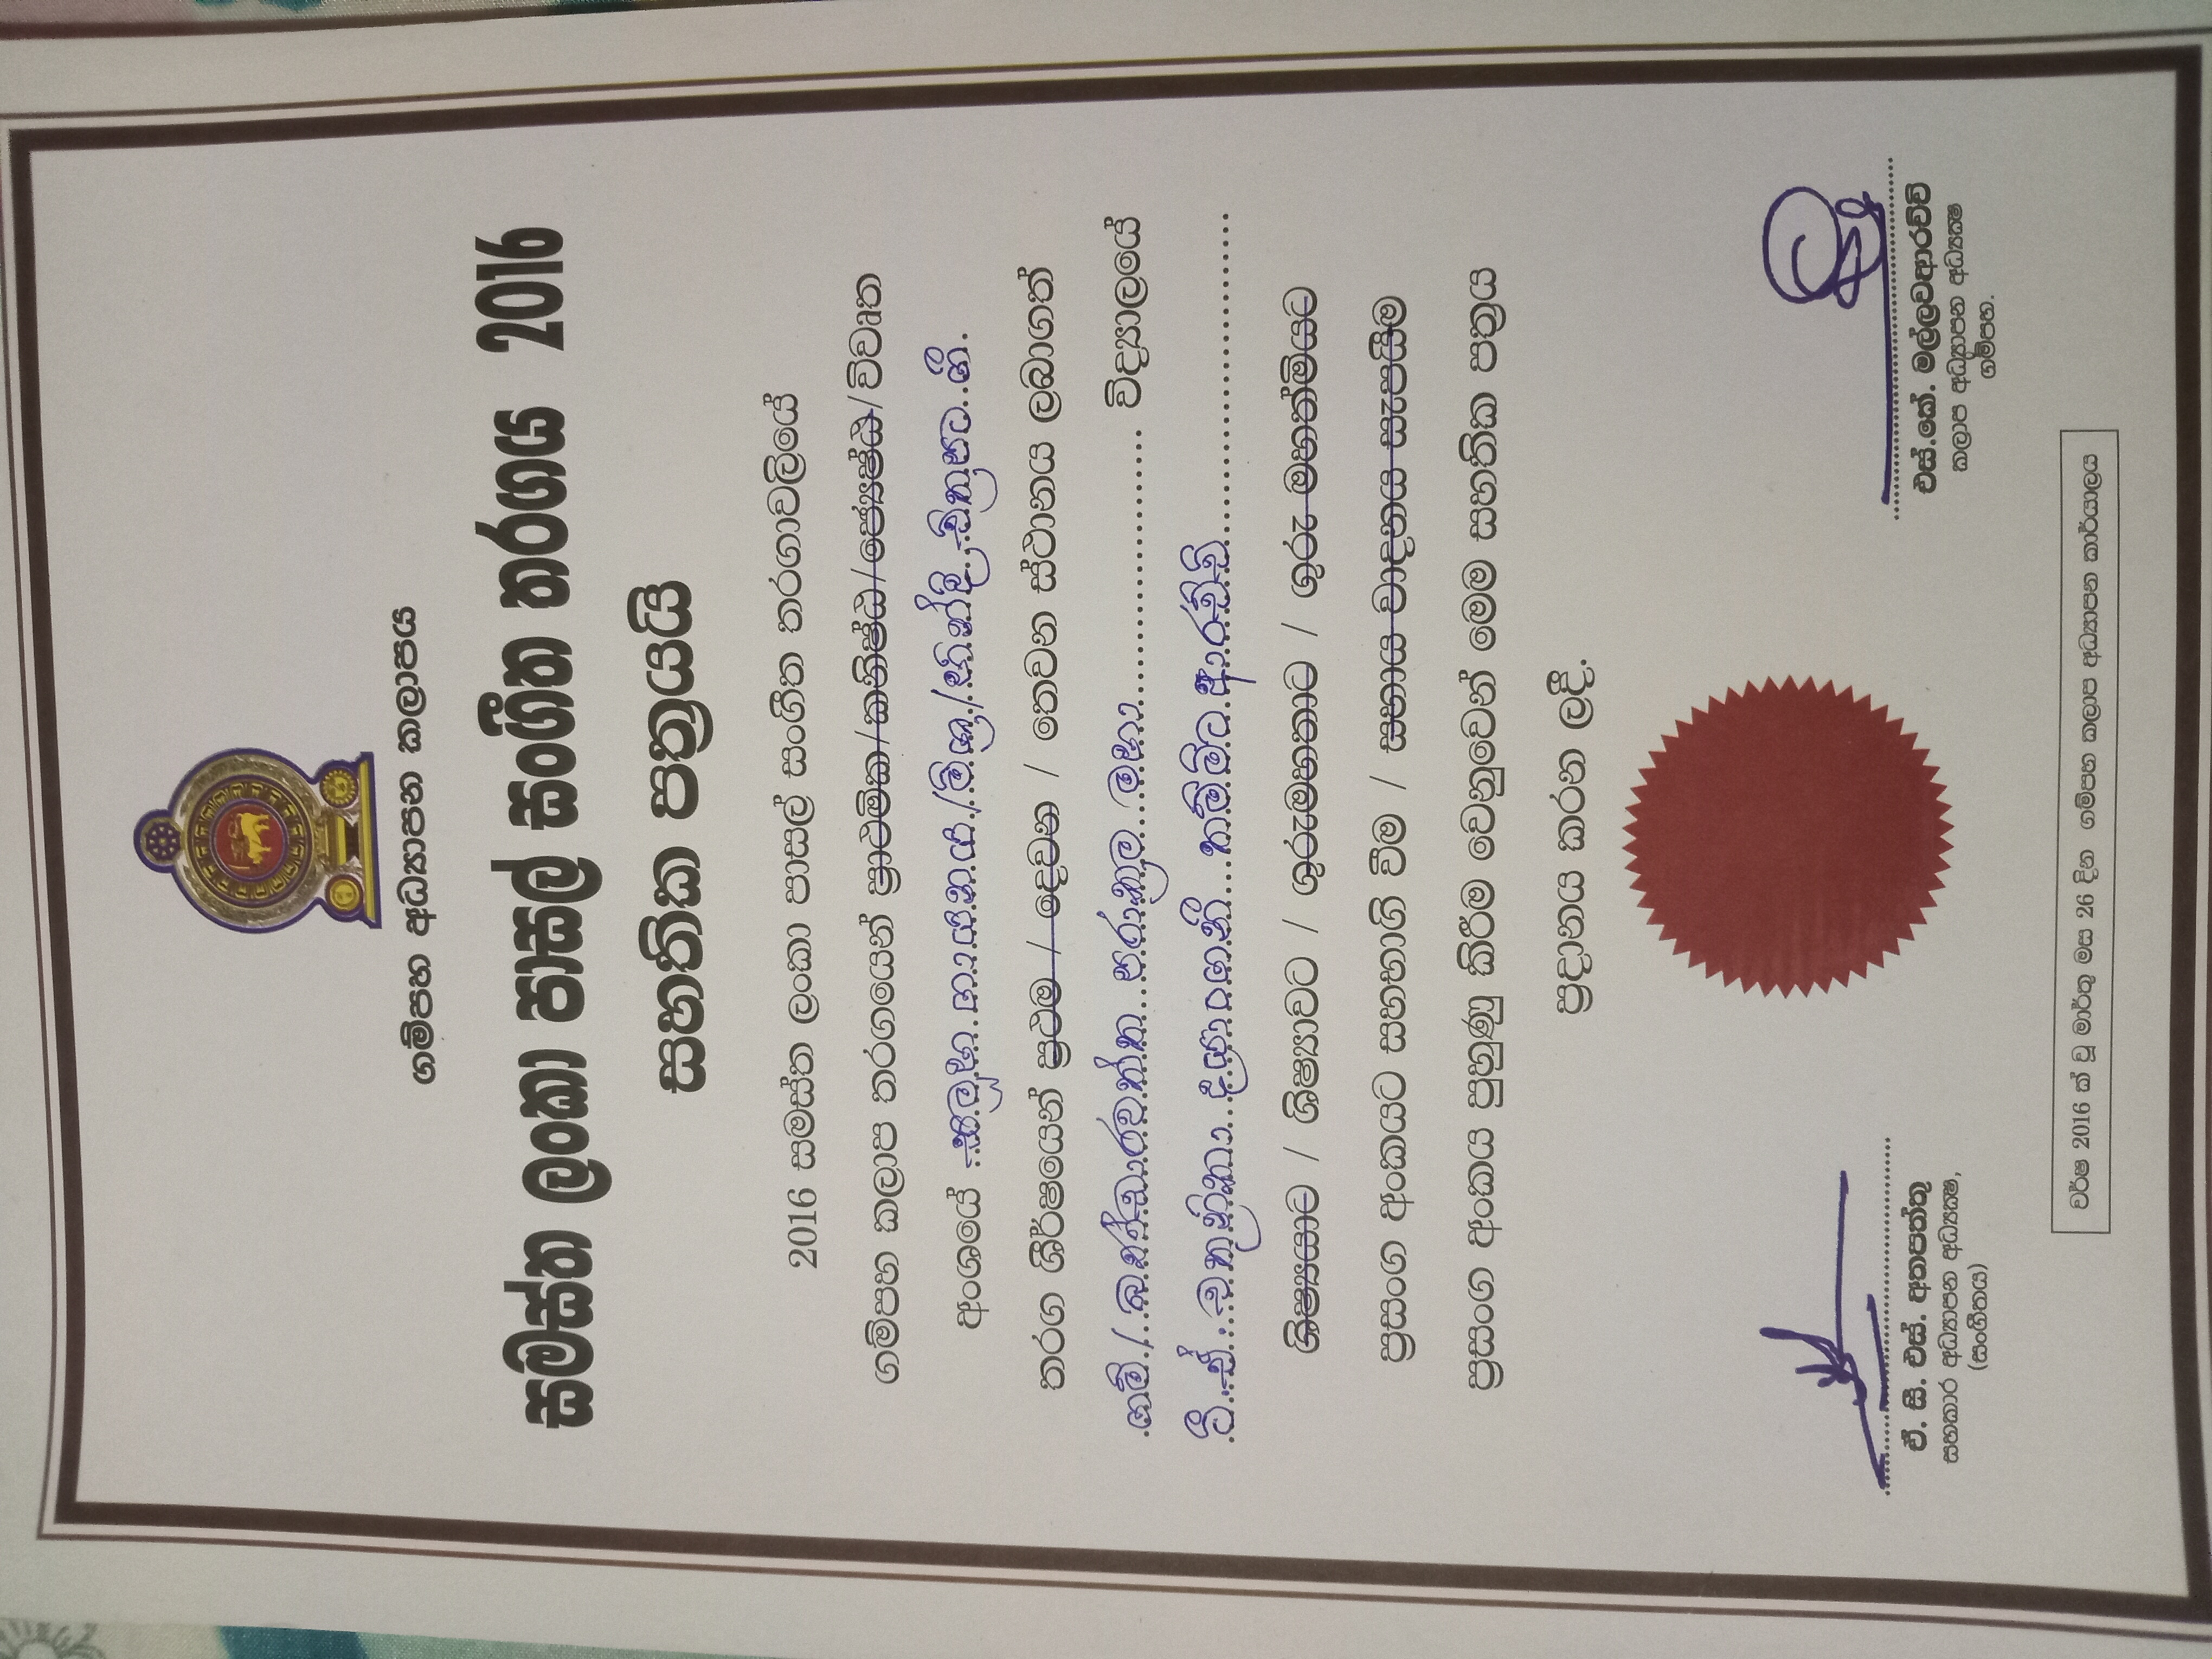 ගම්පහ අධ්‍යාපන කලාපය
සමස්ත ලංකා පාසල් සංගීත තරගය 2016
සහතික පත්‍රයයි
2016 සමස්ත ලංකා පාසල් සංගීත තරගාවලියේ
ගම්පහ කලාප තරගයෙන් ප්‍රාථමික/කනිෂ්ඨ/ජ්‍යෙෂ්ඨ/විවෘත
අංශයේ සමූහ ගායනය/මිශ්‍ර/හින්දි චිත්‍රපට ගී
තරග ශීර්ෂයෙන් ප්‍රථම / දෙවන / තෙවන ස්ථානය ලබාගත්
ගම්/බණ්ඩාරවත්ත පරාක්‍රම මහා විද්‍යාලයේ
ටී.ඒ. චතුනිකා දයාංගනී තම්මිට ආරච්චි
ශිෂ්‍යයාට / ශිෂ්‍යාවට / ගුරුමහතාට / ගුරු මහත්මියට
ප්‍රසංග අංකයට සහභාගි වීම / සහාය වාදනය සැපයීම
ප්‍රසංග අංකය පුහුණු කිරීම වෙනුවෙන් මෙම සහතික පත්‍රය
ප්‍රදානය කරන ලදී.
ඒ. සී. එස්. අතපත්තු
සහකාර අධ්‍යාපන අධ්‍යක්ෂ,
(සංගීතය)
එස්.කේ. මල්ලවආරච්චි
කලාප අධ්‍යාපන අධ්‍යක්ෂ
ගම්පහ.
වර්ෂ 2016 ක් වූ මාර්තු මස 26 දින ගම්පහ කලාප අධ්‍යාපන කාර්යාලය